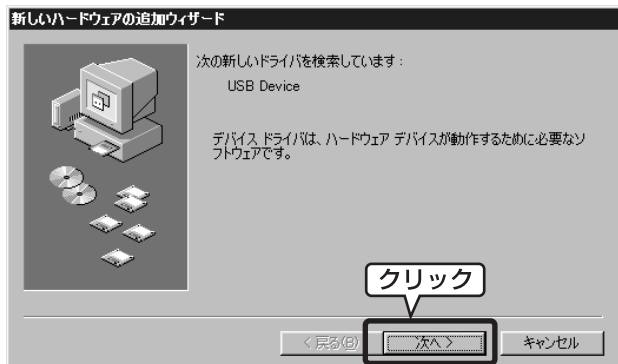 新しいハードウェアの追加ウィザード
次の新しいドライバを検索しています：
USB Device
デバイス ドライバは、ハードウェア デバイスが動作するために必要なソ
フトウェアです。
クリック
< 戻る(B)
次へ >
キャンセル